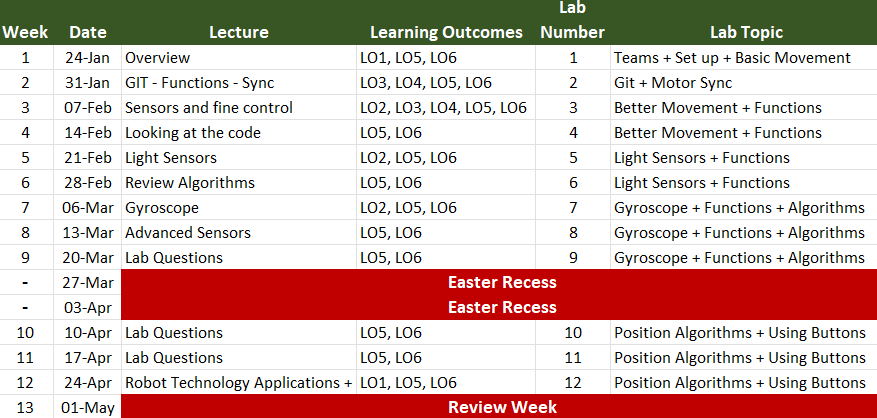 Week Date Lecture Learning Outcomes Lab Number Lab Topic
1 24-Jan Overview LO1, LO5, LO6 1 Teams + Set up + Basic Movement
2 31-Jan GIT - Functions - Sync LO3, LO4, LO5, LO6 2 Git + Motor Sync
3 07-Feb Sensors and fine control LO2, LO3, LO4, LO5, LO6 3 Better Movement + Functions
4 14-Feb Looking at the code LO5, LO6 4 Better Movement + Functions
5 21-Feb Light Sensors LO2, LO5, LO6 5 Light Sensors + Functions
6 28-Feb Review Algorithms LO5, LO6 6 Light Sensors + Functions
7 06-Mar Gyroscope LO2, LO5, LO6 7 Gyroscope + Functions + Algorithms
8 13-Mar Advanced Sensors LO5, LO6 8 Gyroscope + Functions + Algorithms
9 20-Mar Lab Questions LO5, LO6 9 Gyroscope + Functions + Algorithms
- 27-Mar Easter Recess
- 03-Apr Easter Recess
10 10-Apr Lab Questions LO5, LO6 10 Position Algorithms + Using Buttons
11 17-Apr Lab Questions LO5, LO6 11 Position Algorithms + Using Buttons
12 24-Apr Robot Technology Applications + LO1, LO5, LO6 12 Position Algorithms + Using Buttons
13 01-May Review Week